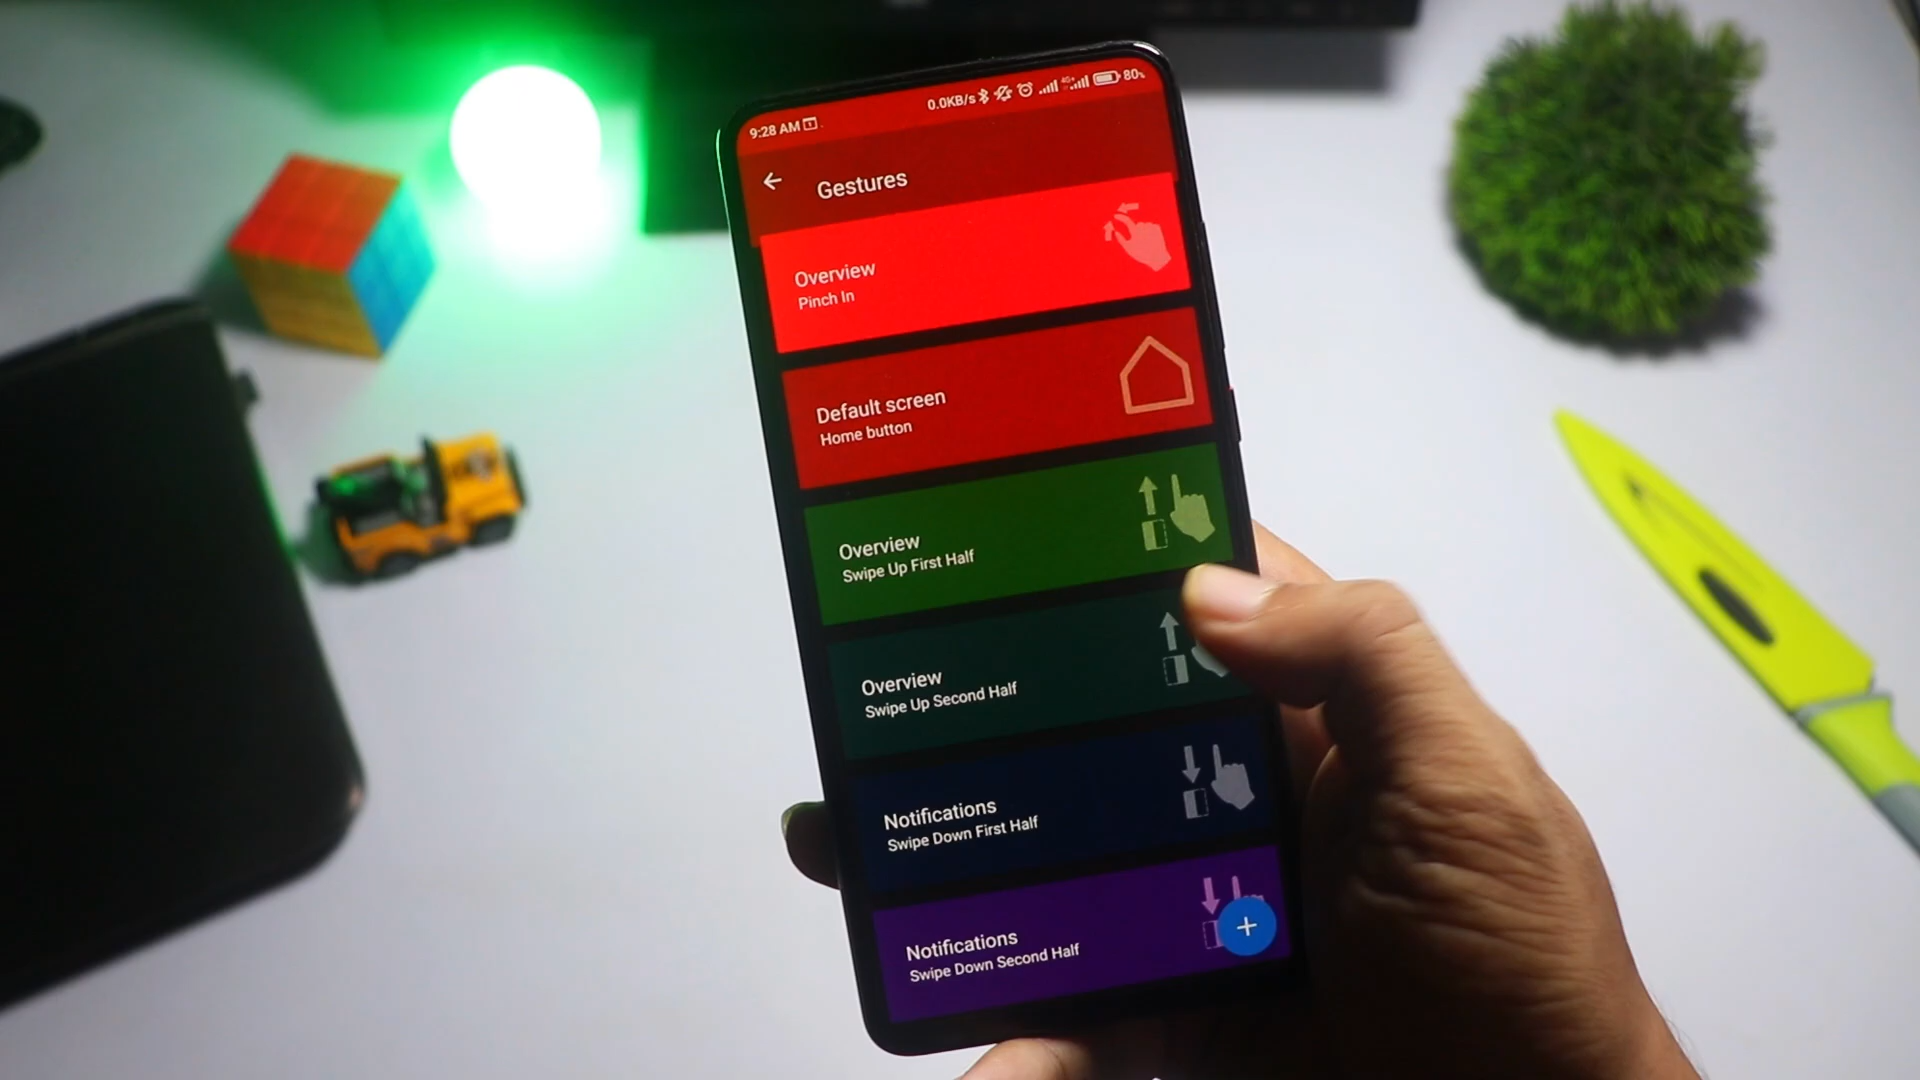 9:28 AM
0.0KB/s 4G+ 80%
Gestures
Overview
Pinch In
Default screen
Home button
Overview
Swipe Up First Half
Overview
Swipe Up Second Half
Notifications
Swipe Down First Half
Notifications
Swipe Down Second Half